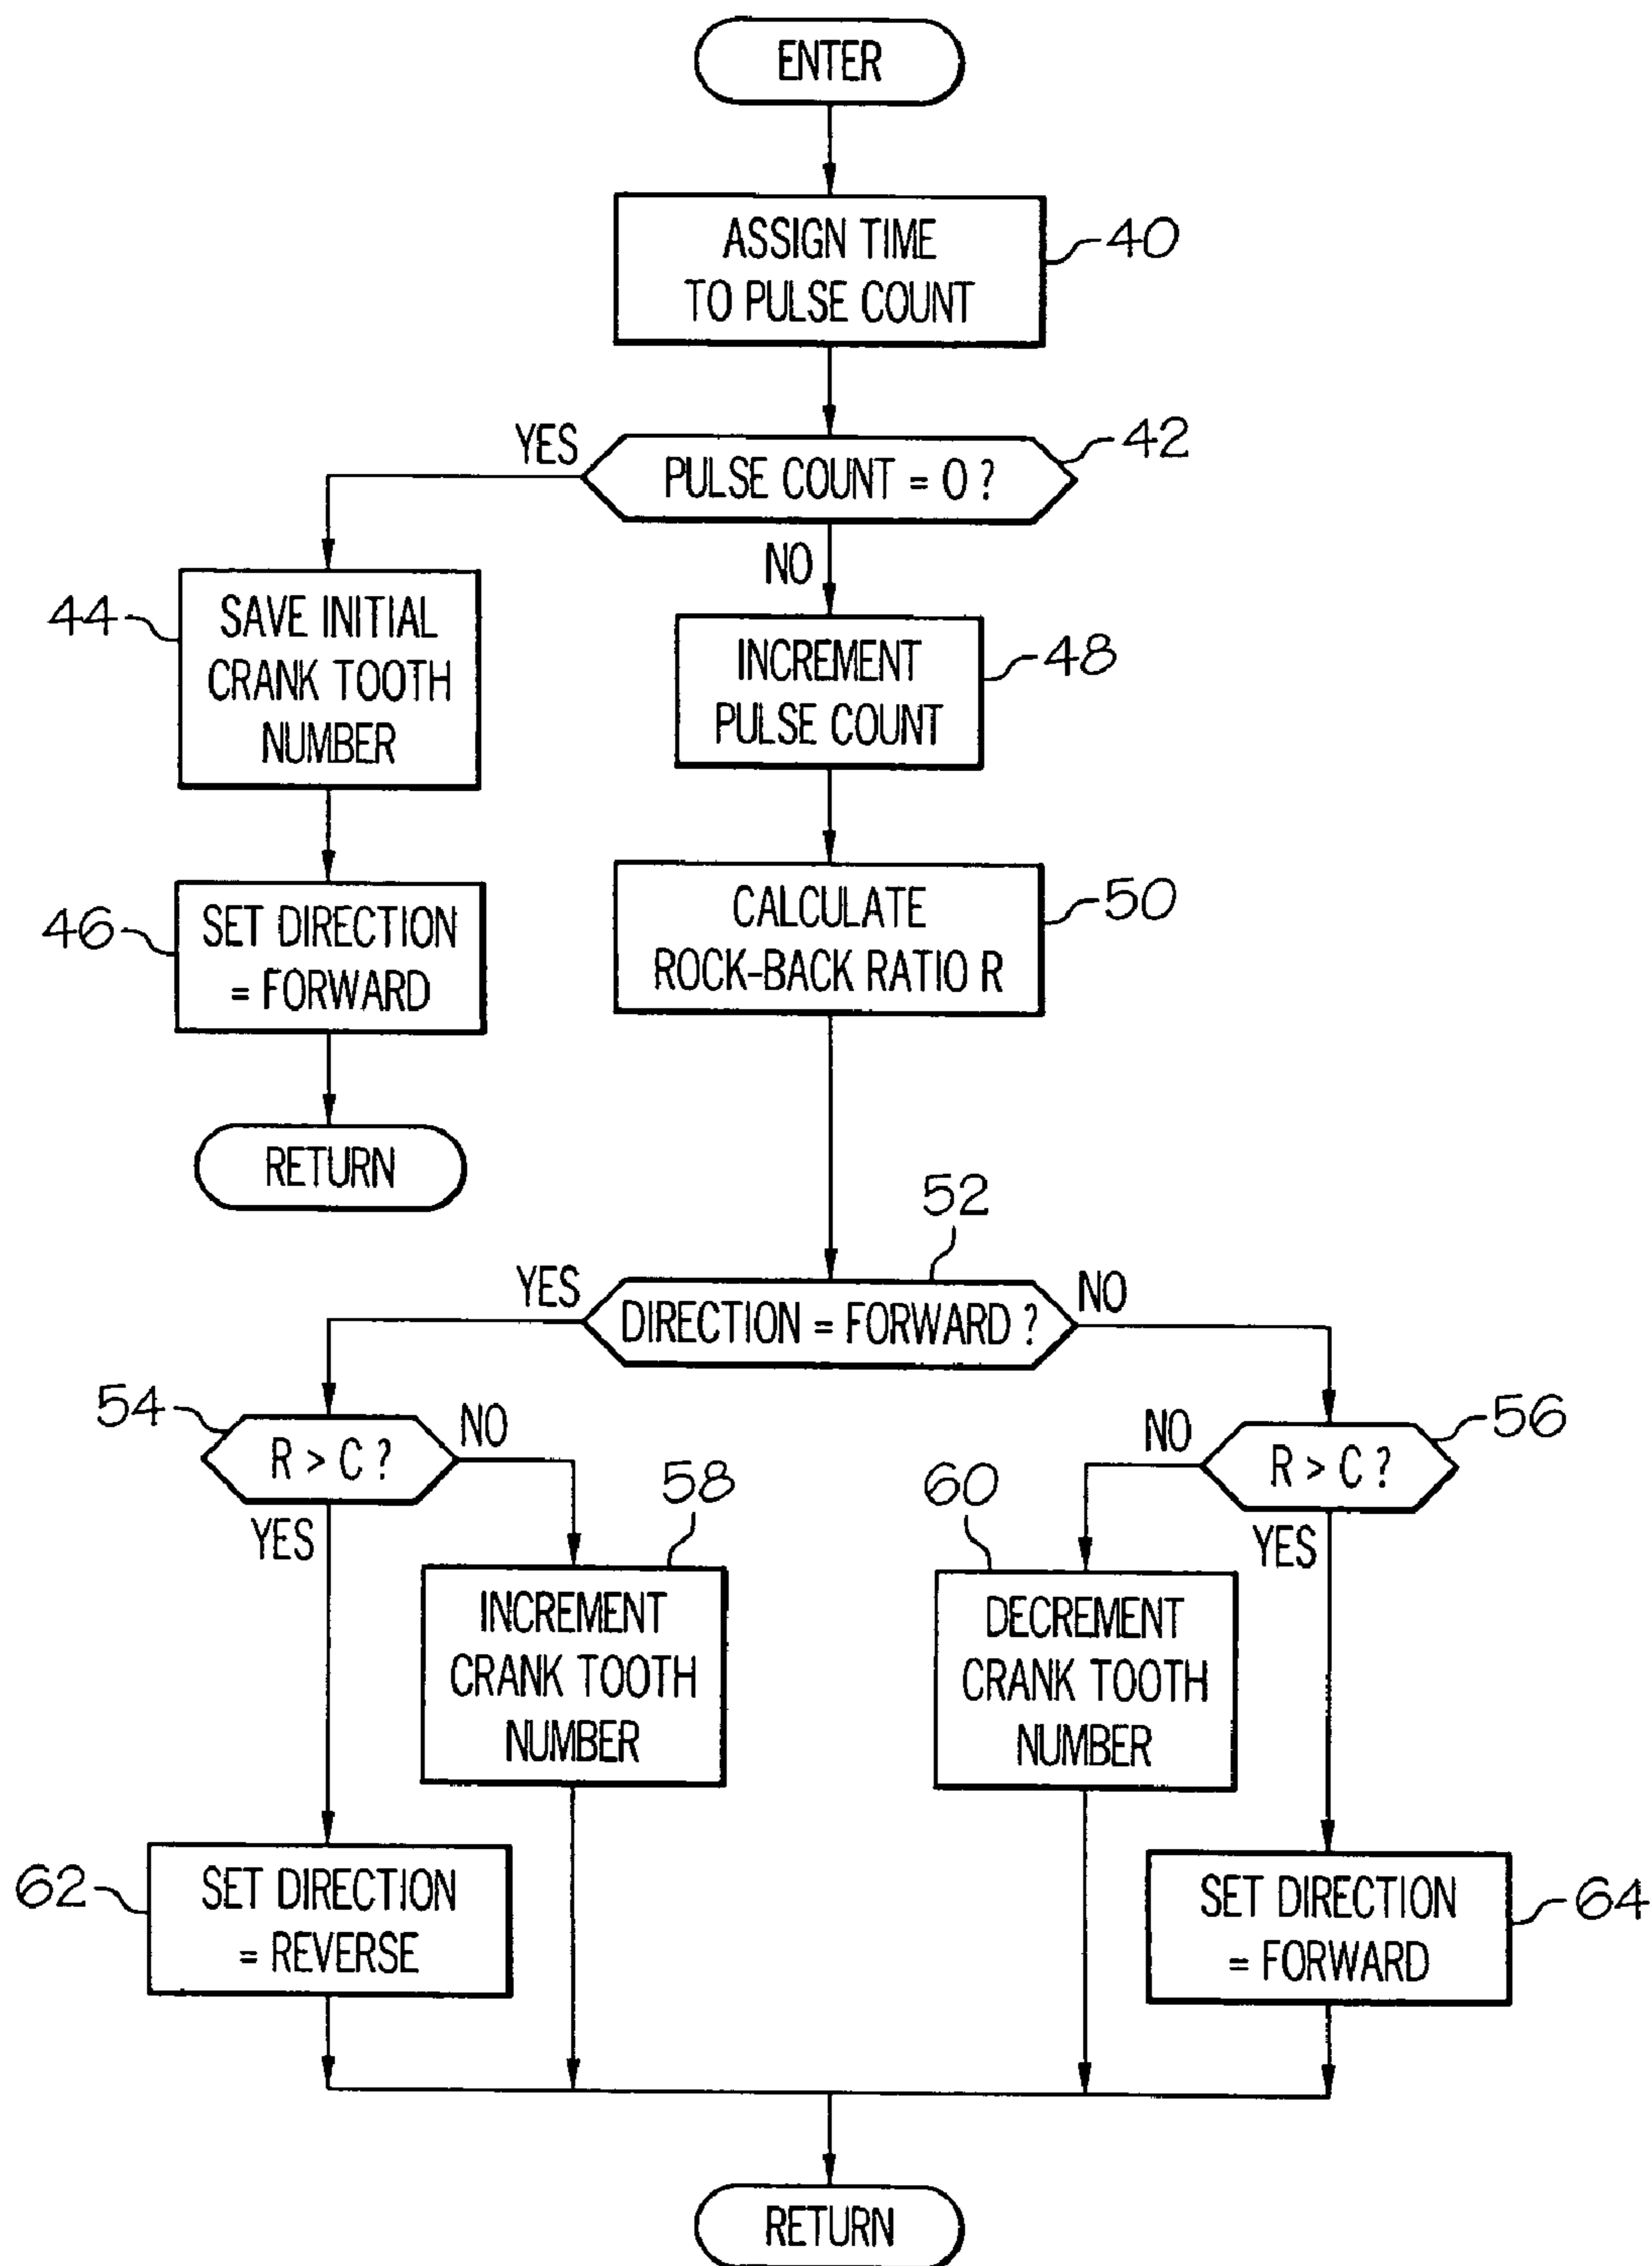 ENTER
ASSIGN TIME
TO PULSE COUNT
40
YES
PULSE COUNT = 0 ?
42
NO
44
SAVE INITIAL
CRANK TOOTH
NUMBER
INCREMENT
PULSE COUNT
48
46
SET DIRECTION
= FORWARD
CALCULATE
ROCK-BACK RATIO R
50
RETURN
52
YES
DIRECTION = FORWARD ?
NO
54
R > C ?
NO
YES
NO
R > C ?
56
YES
58
INCREMENT
CRANK TOOTH
NUMBER
60
DECREMENT
CRANK TOOTH
NUMBER
62
SET DIRECTION
= REVERSE
SET DIRECTION
= FORWARD
64
RETURN